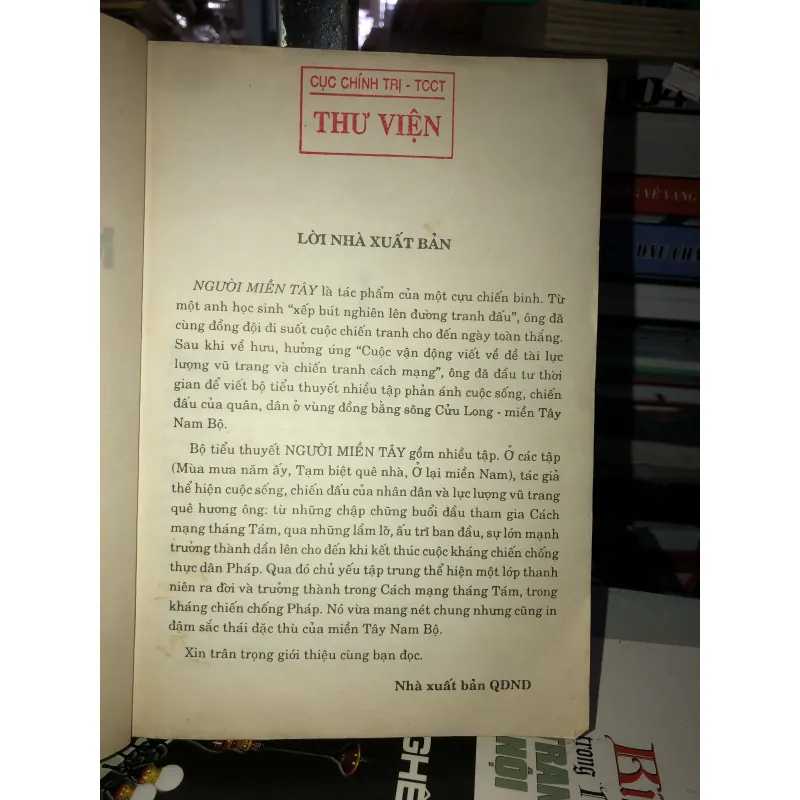 CỤC CHÍNH TRỊ - TCCT
THƯ VIỆN
LỜI NHÀ XUẤT BẢN
NGƯỜI MIỀN TÂY là tác phẩm của một cựu chiến binh. Từ
một anh học sinh “xếp bút nghiên lên đường tranh đấu”, ông đã
cùng đồng đội đi suốt cuộc chiến tranh cho đến ngày toàn thắng.
Sau khi về hưu, hưởng ứng “Cuộc vận động viết về đề tài lực
lượng vũ trang và chiến tranh cách mạng”, ông đã đầu tư thời
gian để viết bộ tiểu thuyết nhiều tập phản ánh cuộc sống, chiến
đấu của quân, dân ở vùng đồng bằng sông Cửu Long - miền Tây
Nam Bộ.
Bộ tiểu thuyết NGƯỜI MIỀN TÂY gồm nhiều tập. Ở các tập
(Mùa mưa năm ấy, Tạm biệt quê nhà, Ở lại miền Nam), tác giả
thể hiện cuộc sống, chiến đấu của nhân dân và lực lượng vũ trang
quê hương ông: từ những chập chững buổi đầu tham gia Cách
mạng tháng Tám, qua những lầm lỡ, ấu trĩ ban đầu, sự lớn mạnh
trưởng thành dần lên cho đến khi kết thúc cuộc kháng chiến chống
thực dân Pháp. Qua đó chủ yếu tập trung thể hiện một lớp thanh
niên ra đời và trưởng thành trong Cách mạng tháng Tám, trong
kháng chiến chống Pháp. Nó vừa mang nét chung nhưng cũng in
đậm sắc thái đặc thù của miền Tây Nam Bộ.
Xin trân trọng giới thiệu cùng bạn đọc.
Nhà xuất bản QĐND
VỀ VANG
NGHỆ
TRAN
NỘI
trong